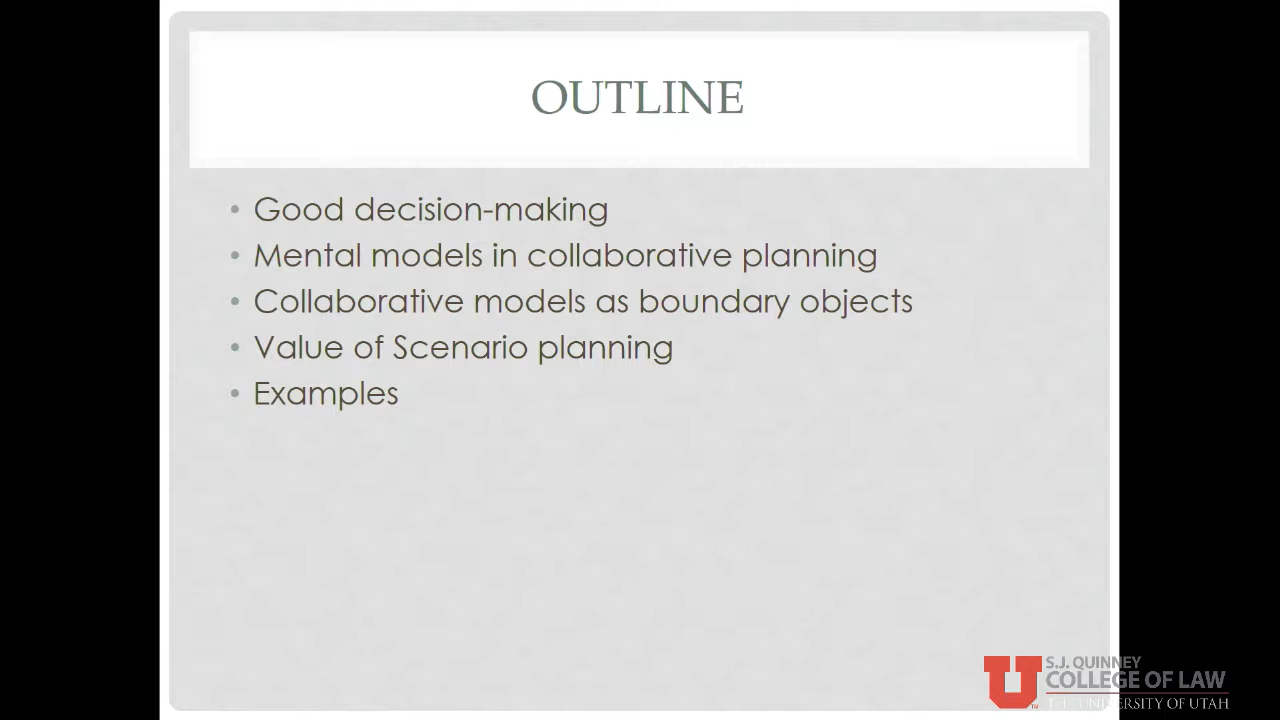 OUTLINE
• Good decision-making
• Mental models in collaborative planning
• Collaborative models as boundary objects
• Value of Scenario planning
• Examples
S.J. QUINNEY
COLLEGE OF LAW
THE UNIVERSITY OF UTAH